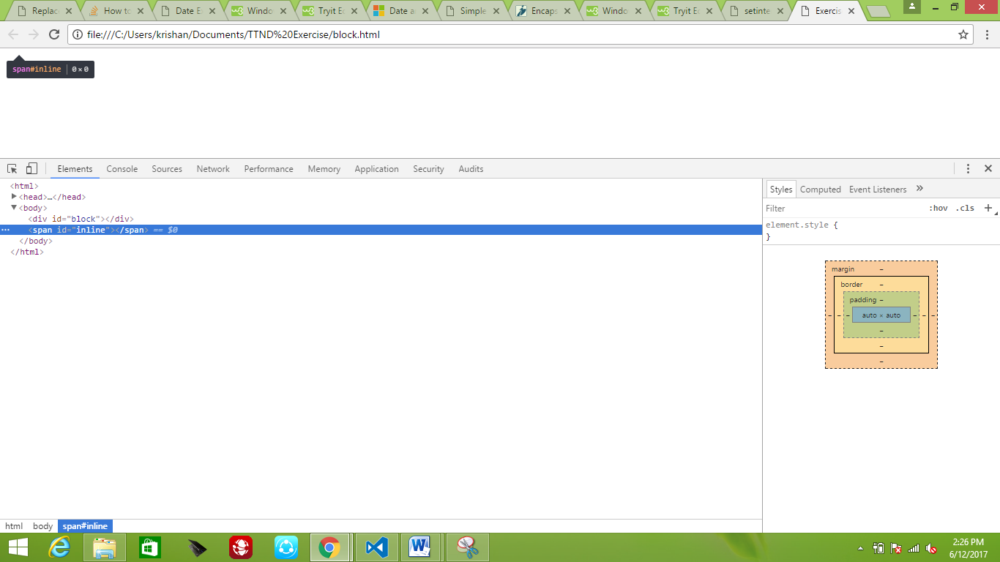 Replac
How to
Date E
Windo
Tryit Ec
Date a
Simple
Encaps
Windo
Tryit Ec
setinte
Exercis
file:///C:/Users/krishan/Documents/TTND%20Exercise/block.html
span#inline | 0 × 0
Elements Console Sources Network Performance Memory Application Security Audits
<html>
<head>…</head>
<body>
<div id="block"></div>
<span id="inline"></span> == $0
</body>
</html>
Styles Computed Event Listeners »
Filter :hov .cls +
element.style {
}
margin –
border –
padding –
– – – auto × auto – – –
–
–
–
html body span#inline
2:26 PM
6/12/2017